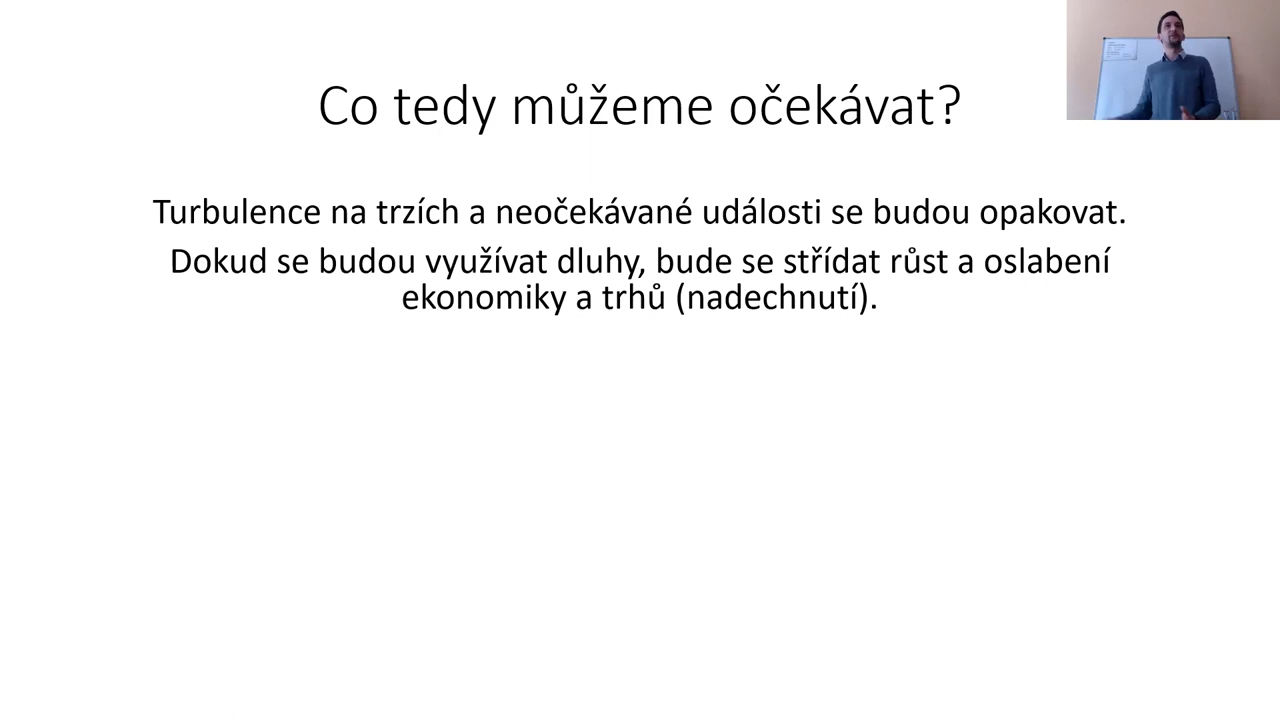 Co tedy můžeme očekávat?
Turbulence na trzích a neočekávané události se budou opakovat.
Dokud se budou využívat dluhy, bude se střídat růst a oslabení
ekonomiky a trhů (nadechnutí).